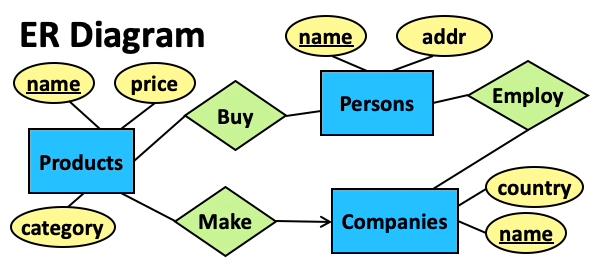 ER Diagram
name
addr
name
price
Persons
Employ
Buy
Products
country
category
Make
Companies
name